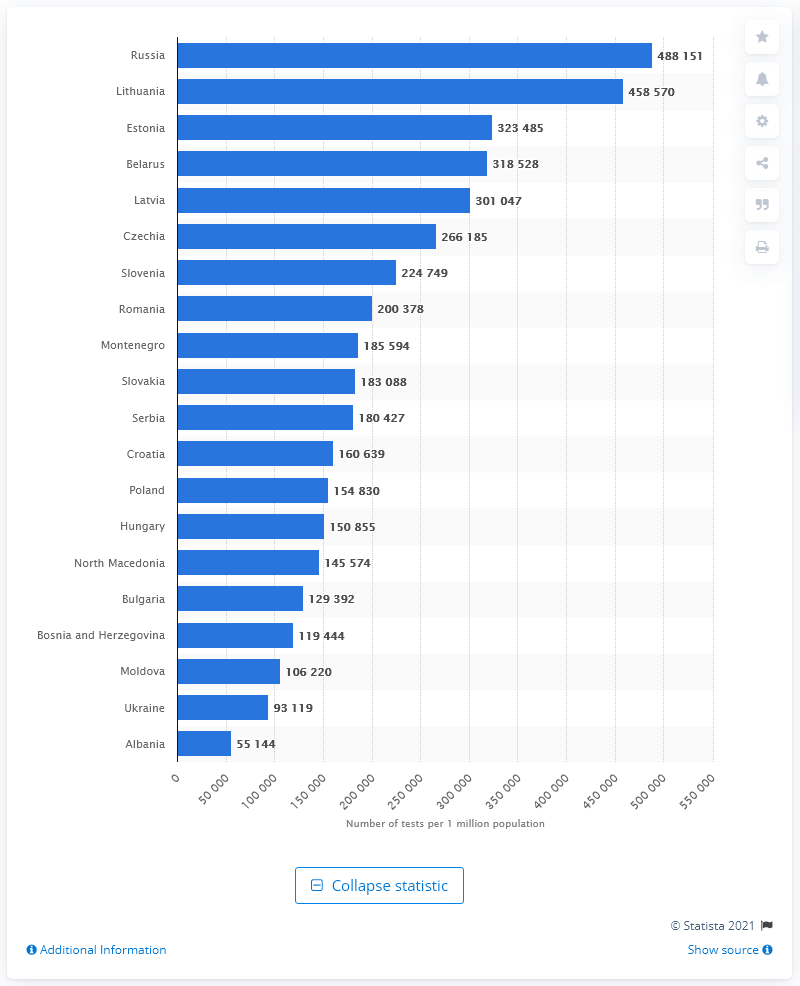 Russia 488 151
Lithuania 458 570
Estonia 323 485
Belarus 318 528
Latvia 301 047
Czechia 266 185
Slovenia 224 749
Romania 200 378
Montenegro 185 594
Slovakia 183 088
Serbia 180 427
Croatia 160 639
Poland 154 830
Hungary 150 855
North Macedonia 145 574
Bulgaria 129 392
Bosnia and Herzegovina 119 444
Moldova 106 220
Ukraine 93 119
Albania 55 144
0 50 000 100 000 150 000 200 000 250 000 300 000 350 000 400 000 450 000 500 000 550 000
Number of tests per 1 million population
Collapse statistic
© Statista 2021
Additional Information Show source